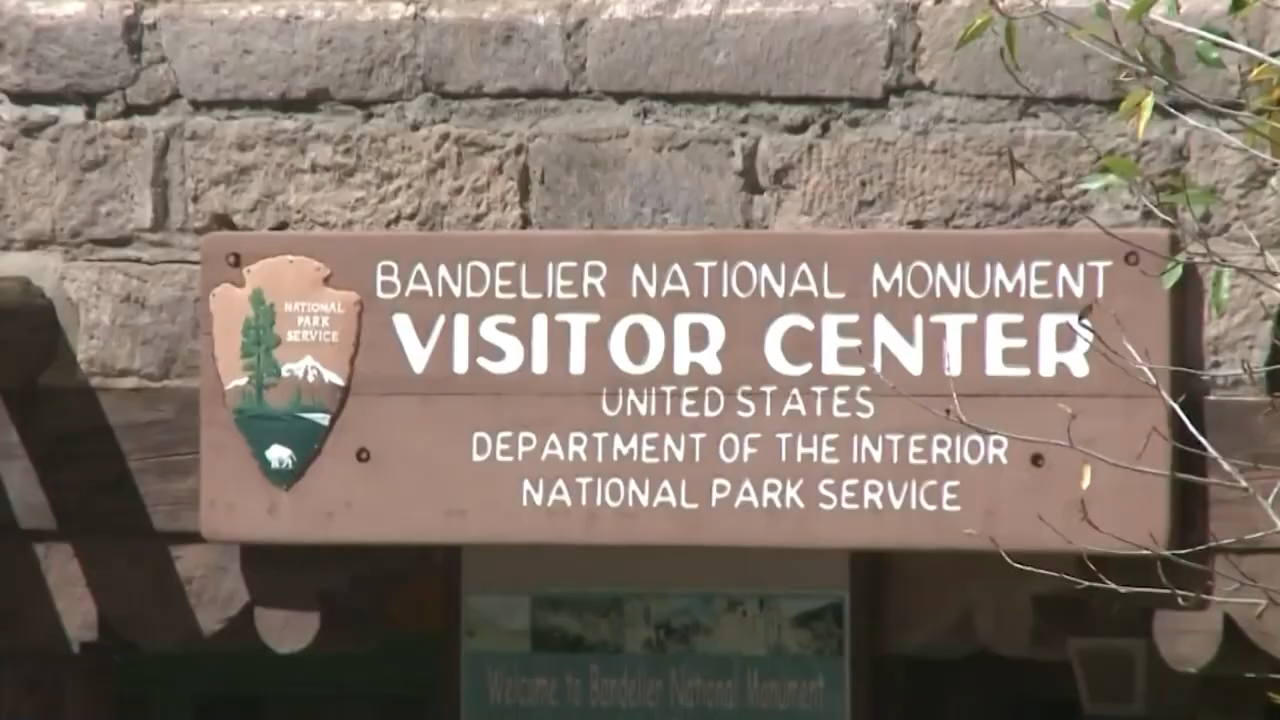 NATIONAL
PARK
SERVICE
BANDELIER NATIONAL MONUMENT
VISITOR CENTER
UNITED STATES
DEPARTMENT OF THE INTERIOR
NATIONAL PARK SERVICE
Welcome to Bandelier National Monument